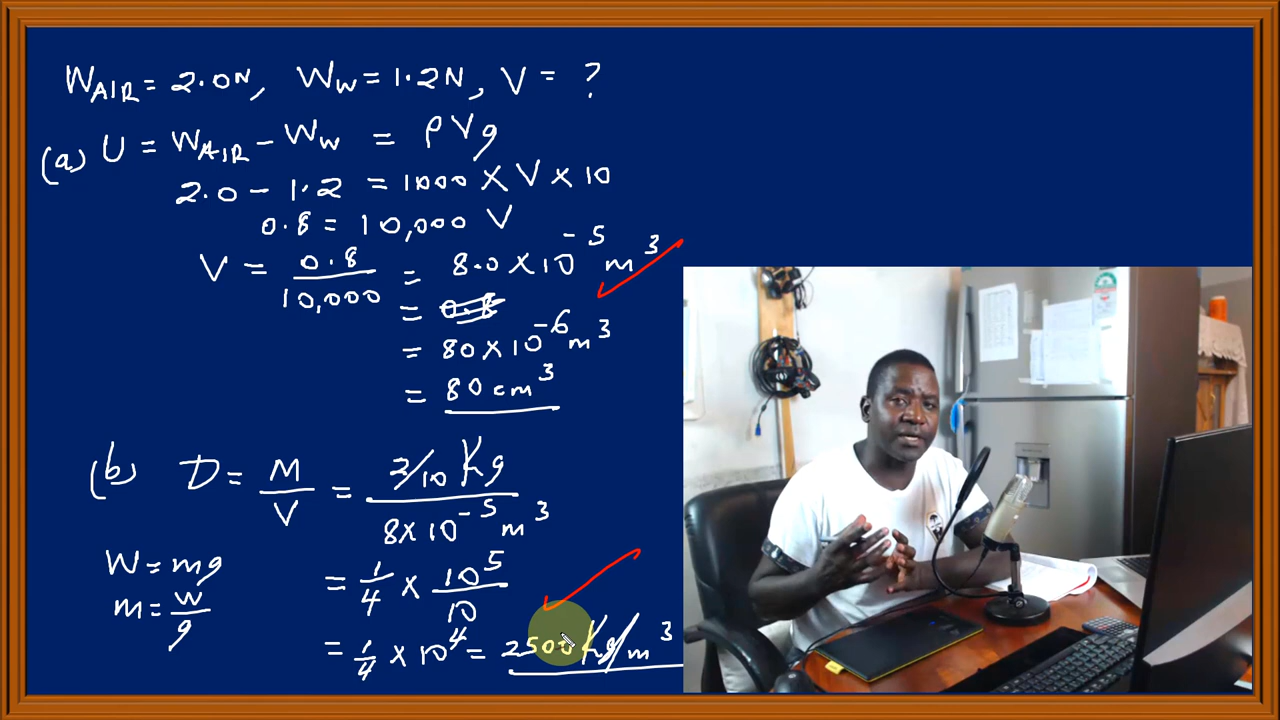 W_AIR = 2.0N, W_W = 1.2N, V = ?
(a) U = W_AIR - W_W = ρVg
2.0 - 1.2 = 1000 × V × 10
0.8 = 10,000 V
V = 0.8/10,000 = 8.0 × 10^-5 m^3
= 0.8
= 80 × 10^-6 m^3
= 80 cm^3
(b) D = M/V = 2/10 Kg / 8×10^-5 m^3
W = mg
m = W/g
= 1/4 × 10^5/10
= 1/4 × 10^4 = 2500 Kg/m^3